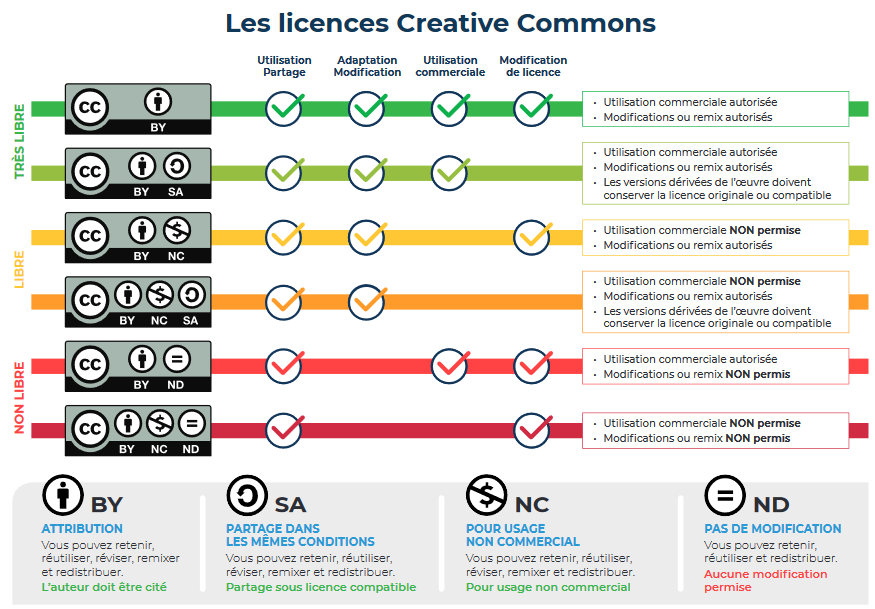 Les licences Creative Commons
Utilisation
Partage
Adaptation
Modification
Utilisation
commerciale
Modification
de licence
TRÈS LIBRE
LIBRE
NON LIBRE
CC
BY
• Utilisation commerciale autorisée
• Modifications ou remix autorisés
CC
BY SA
• Utilisation commerciale autorisée
• Modifications ou remix autorisés
• Les versions dérivées de l’œuvre doivent
conserver la licence originale ou compatible
CC
BY NC
• Utilisation commerciale NON permise
• Modifications ou remix autorisés
CC
BY NC SA
• Utilisation commerciale NON permise
• Modifications ou remix autorisés
• Les versions dérivées de l’œuvre doivent
conserver la licence originale ou compatible
CC
BY ND
• Utilisation commerciale autorisée
• Modifications ou remix NON permis
CC
BY NC ND
• Utilisation commerciale NON permise
• Modifications ou remix NON permis
BY
ATTRIBUTION
Vous pouvez retenir,
réutiliser, réviser, remixer
et redistribuer.
L’auteur doit être cité
SA
PARTAGE DANS
LES MÊMES CONDITIONS
Vous pouvez retenir, réutiliser,
réviser, remixer et redistribuer.
Partage sous licence compatible
NC
POUR USAGE
NON COMMERCIAL
Vous pouvez retenir, réutiliser,
réviser, remixer et redistribuer.
Pour usage non commercial
ND
PAS DE MODIFICATION
Vous pouvez retenir,
réutiliser et redistribuer.
Aucune modification
permise